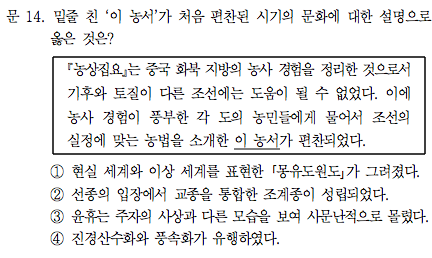 문 14. 밑줄 친 ‘이 농서’가 처음 편찬된 시기의 문화에 대한 설명으로
옳은 것은?
『농상집요』는 중국 화북 지방의 농사 경험을 정리한 것으로서
기후와 토질이 다른 조선에는 도움이 될 수 없었다. 이에
농사 경험이 풍부한 각 도의 농민들에게 물어서 조선의
실정에 맞는 농법을 소개한 이 농서가 편찬되었다.
① 현실 세계와 이상 세계를 표현한 「몽유도원도」가 그려졌다.
② 선종의 입장에서 교종을 통합한 조계종이 성립되었다.
③ 윤휴는 주자의 사상과 다른 모습을 보여 사문난적으로 몰렸다.
④ 진경산수화와 풍속화가 유행하였다.